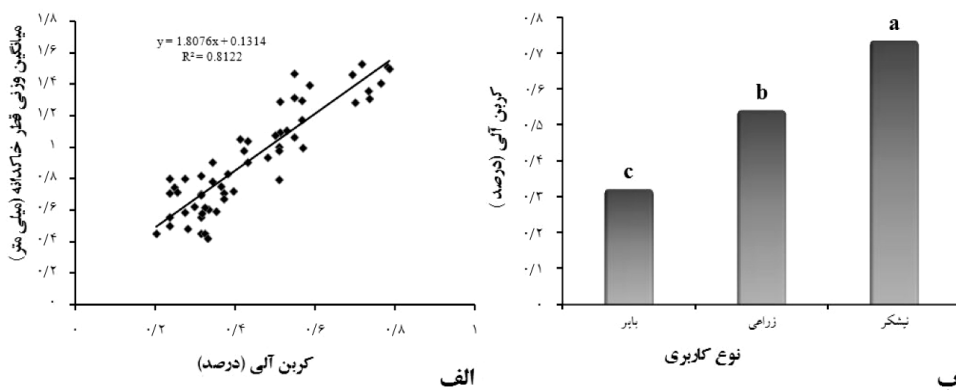 میانگین وزنی قطر خاکدانه (میلی متر)
۱/۸
۱/۶
۱/۴
۱/۲
۱
۰/۸
۰/۶
۰/۴
۰/۲
۰
y = 1.8076x + 0.1314
R² = 0.8122
۰ ۰/۲ ۰/۴ ۰/۶ ۰/۸ ۱
کربن آلی (درصد)
الف
کربن آلی (درصد )
۰/۸
۰/۷
۰/۶
۰/۵
۰/۴
۰/۳
۰/۲
۰/۱
۰
a
b
c
بایر زراعی نیشکر
نوع کاربری